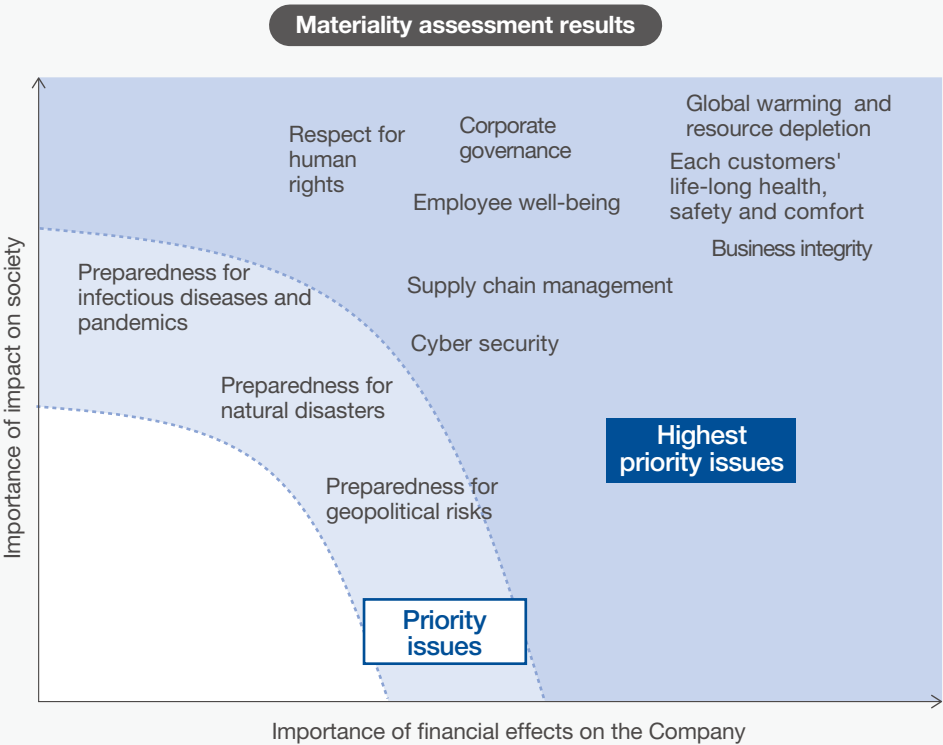 Materiality assessment results
Importance of impact on society
Global warming and
resource depletion
Corporate
governance
Respect for
human
rights
Each customers'
life-long health,
safety and comfort
Employee well-being
Business integrity
Preparedness for
infectious diseases and
pandemics
Supply chain management
Cyber security
Preparedness for
natural disasters
Highest
priority issues
Preparedness for
geopolitical risks
Priority
issues
Importance of financial effects on the Company